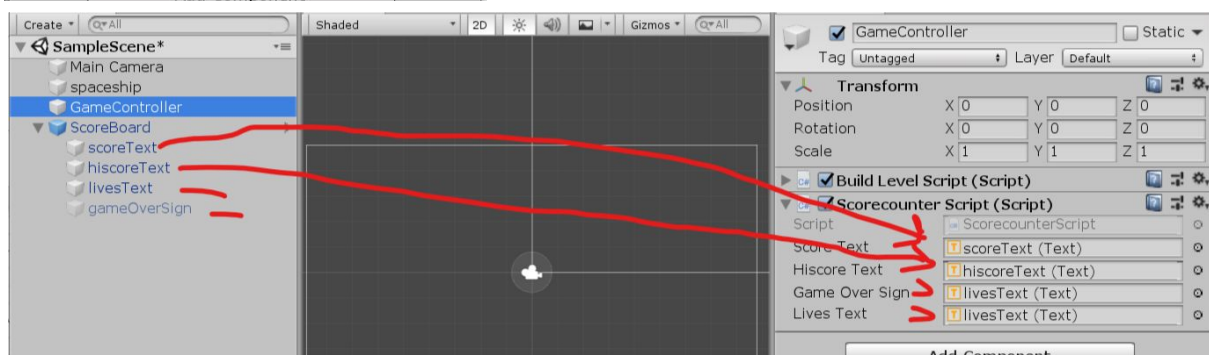 Create
All
SampleScene*
Main Camera
spaceship
GameController
ScoreBoard
scoreText
hiscoreText
livesText
gameOverSign
Shaded 2D Gizmos All
GameController Static
Tag Untagged Layer Default
Transform
Position X 0 Y 0 Z 0
Rotation X 0 Y 0 Z 0
Scale X 1 Y 1 Z 1
Build Level Script (Script)
Scorecounter Script (Script)
Script ScorecounterScript
Score Text scoreText (Text)
Hiscore Text hiscoreText (Text)
Game Over Sign livesText (Text)
Lives Text livesText (Text)
Add Component